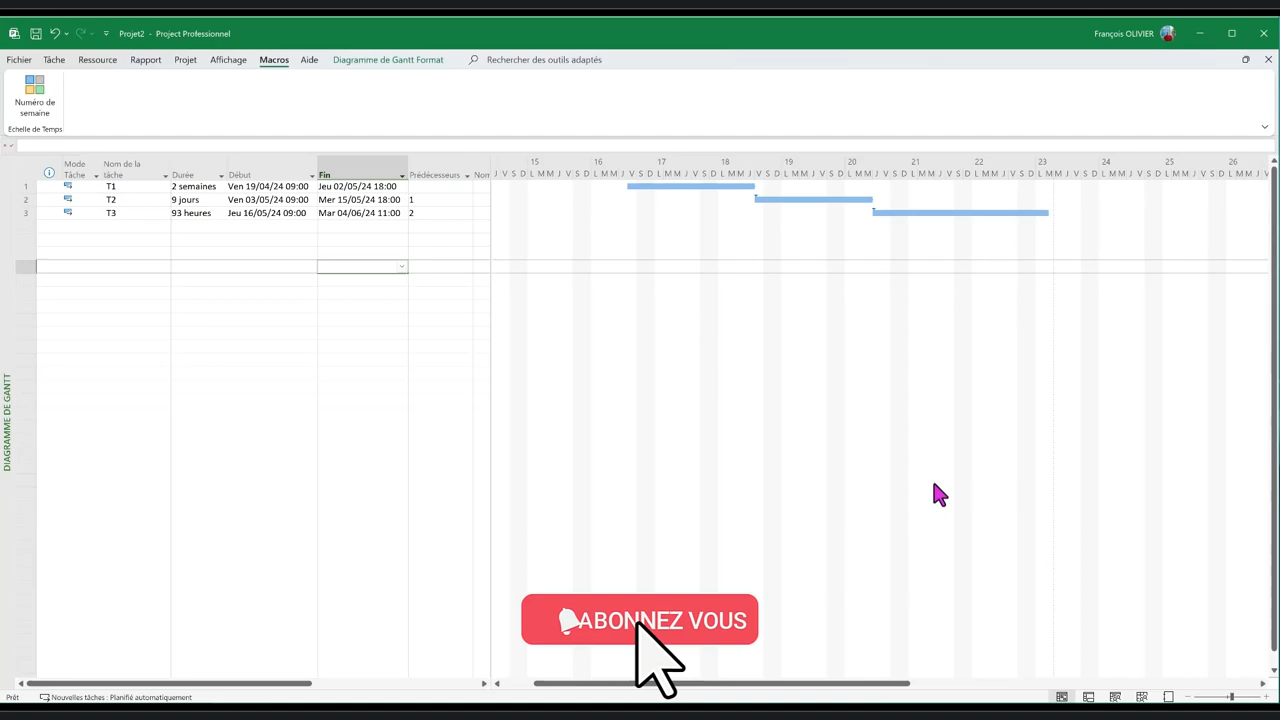 Projet2 - Project Professionnel
François OLIVIER
Fichier Tâche Ressource Rapport Projet Affichage Macros Aide Diagramme de Gantt Format Rechercher des outils adaptés
Numéro de semaine
Echelle de Temps
Mode Tâche Nom de la tâche Durée Début Fin Prédécesseurs Nom
15 16 17 18 19 20 21 22 23 24 25 26
J V S D L M M J V S D L M M J V S D L M M J V S D L M M J V S D L M M J V S D L M M J V S D L M M J V S D L M M J V S D L M M J V S D L M M J V S D L M M J V S D L M M J V S
1 T1 2 semaines Ven 19/04/24 09:00 Jeu 02/05/24 18:00
2 T2 9 jours Ven 03/05/24 09:00 Mer 15/05/24 18:00 1
3 T3 93 heures Jeu 16/05/24 09:00 Mar 04/06/24 11:00 2
DIAGRAMME DE GANTT
ABONNEZ VOUS
Prêt Nouvelles tâches : Planifié automatiquement